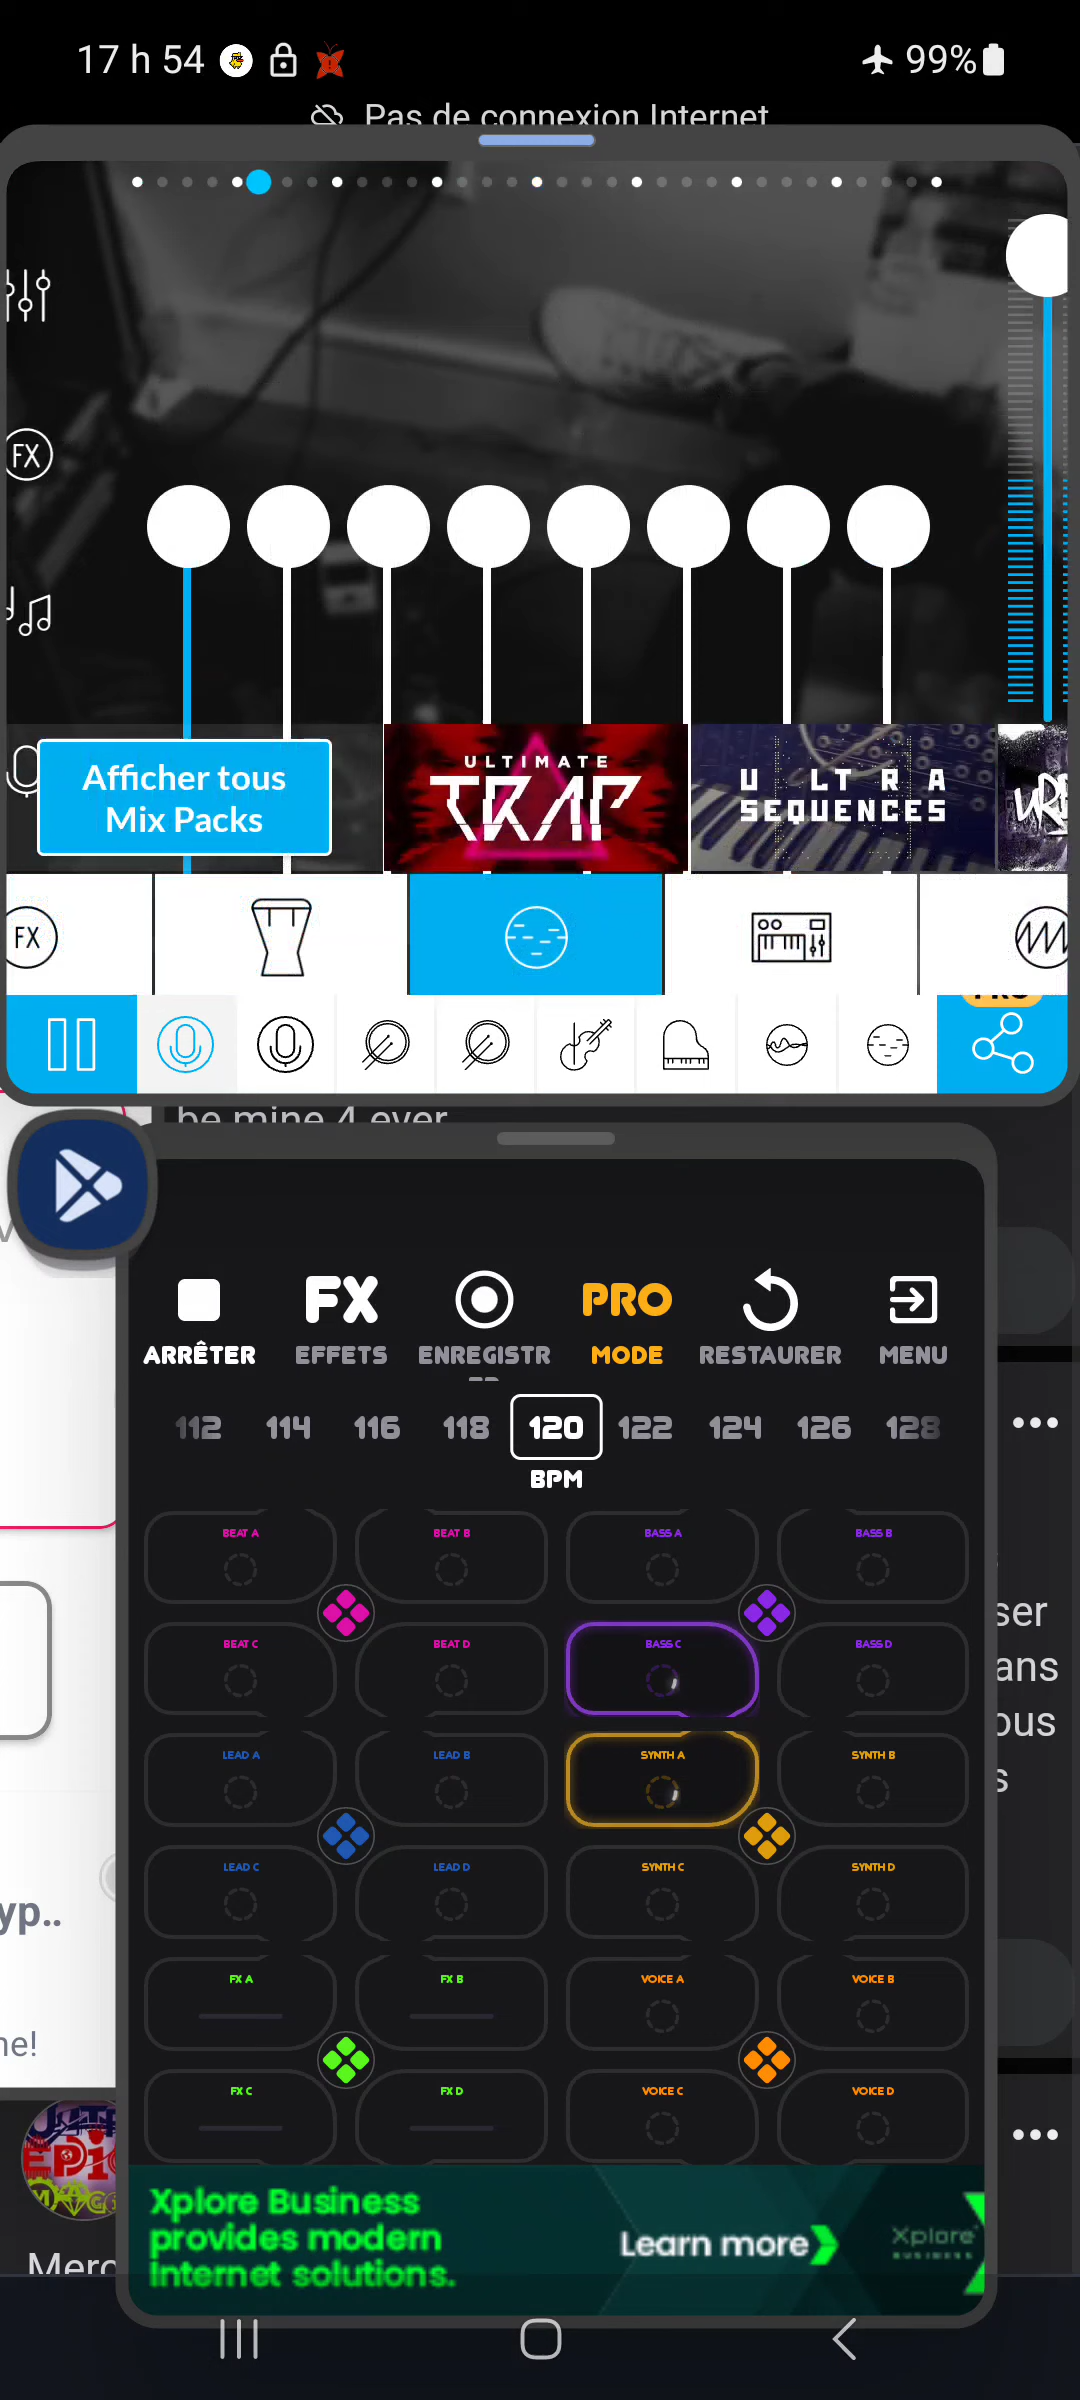 17 h 54
99%
Pas de connexion Internet
FX
Afficher tous
Mix Packs
ULTIMATE
TRAP
U LT R A
SEQUENCES
FX
PRO
be mine 4 ever
ARRÊTER
FX
EFFETS
ENREGISTR
PRO
MODE
RESTAURER
MENU
112 114 116 118 120 122 124 126 128
BPM
BEAT A
BEAT B
BASS A
BASS B
BEAT C
BEAT D
BASS C
BASS D
LEAD A
LEAD B
SYNTH A
SYNTH B
LEAD C
LEAD D
SYNTH C
SYNTH D
FX A
FX B
VOICE A
VOICE B
FX C
FX D
VOICE C
VOICE D
ser
ans
ous
s
yp..
ne!
EPIC
Merc
Xplore Business
provides modern
Internet solutions.
Learn more
Xplore
BUSINESS